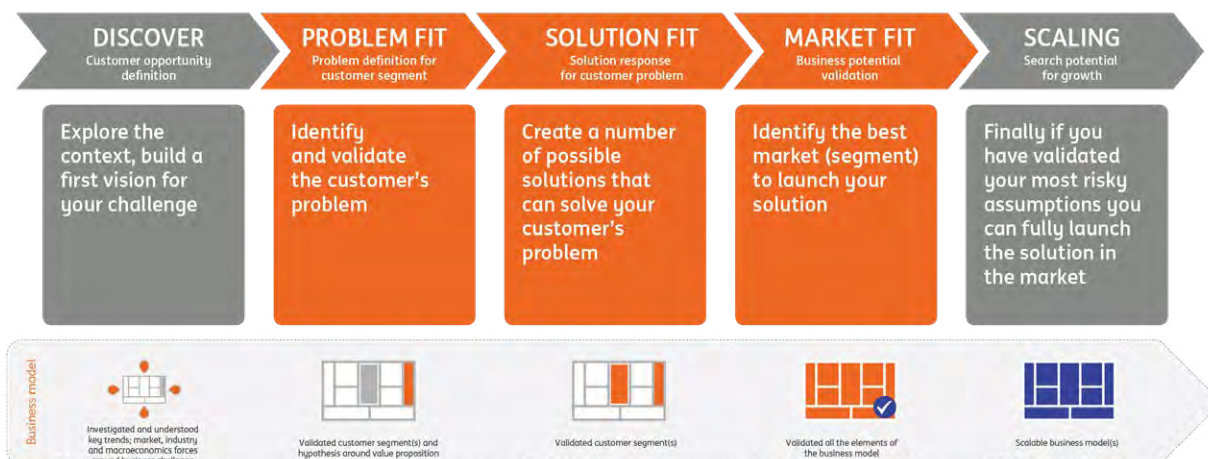 DISCOVER
Customer opportunity
definition
PROBLEM FIT
Problem definition for
customer segment
SOLUTION FIT
Solution response
for customer problem
MARKET FIT
Business potential
validation
SCALING
Search potential
for growth
Explore the
context, build a
first vision for
your challenge
Identify
and validate
the customer's
problem
Create a number
of possible
solutions that
can solve your
customer's
problem
Identify the best
market (segment)
to launch your
solution
Finally if you
have validated
your most risky
assumptions you
can fully launch
the solution in
the market
Business model
Investigated and understood
key trends; market, industry
and macroeconomics forces
Validated customer segment(s) and
hypothesis around value proposition
Validated customer segment(s)
Validated all the elements of
the business model
Scalable business model(s)